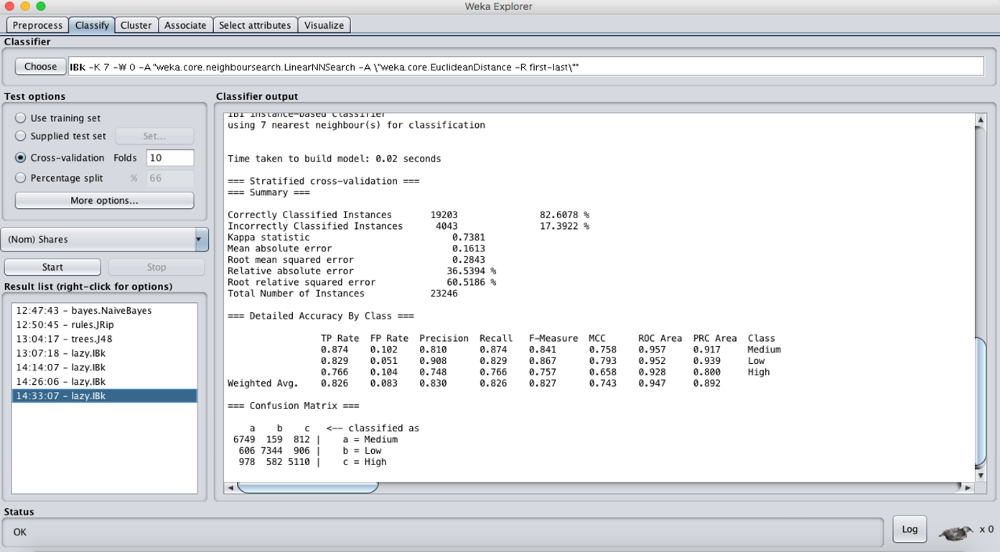 Weka Explorer
Preprocess Classify Cluster Associate Select attributes Visualize
Classifier
Choose IBk -K 7 -W 0 -A "weka.core.neighboursearch.LinearNNSearch -A \"weka.core.EuclideanDistance -R first-last\""
Test options
Use training set
Supplied test set Set...
Cross-validation Folds 10
Percentage split % 66
More options...
(Nom) Shares
Start Stop
Result list (right-click for options)
12:47:43 - bayes.NaiveBayes
12:50:45 - rules.JRip
13:04:17 - trees.J48
13:07:18 - lazy.IBk
14:14:07 - lazy.IBk
14:26:06 - lazy.IBk
14:33:07 - lazy.IBk
Classifier output
IB1 instance-based classifier
using 7 nearest neighbour(s) for classification
Time taken to build model: 0.02 seconds
=== Stratified cross-validation ===
=== Summary ===
Correctly Classified Instances 19203 82.6078 %
Incorrectly Classified Instances 4043 17.3922 %
Kappa statistic 0.7381
Mean absolute error 0.1613
Root mean squared error 0.2843
Relative absolute error 36.5394 %
Root relative squared error 60.5186 %
Total Number of Instances 23246
=== Detailed Accuracy By Class ===
TP Rate FP Rate Precision Recall F-Measure MCC ROC Area PRC Area Class
0.874 0.102 0.810 0.874 0.841 0.758 0.957 0.917 Medium
0.829 0.051 0.908 0.829 0.867 0.793 0.952 0.939 Low
0.766 0.104 0.748 0.766 0.757 0.658 0.928 0.800 High
Weighted Avg. 0.826 0.083 0.830 0.826 0.827 0.743 0.947 0.892
=== Confusion Matrix ===
a b c <-- classified as
6749 159 812 | a = Medium
606 7344 906 | b = Low
978 582 5110 | c = High
Status
OK
Log x 0